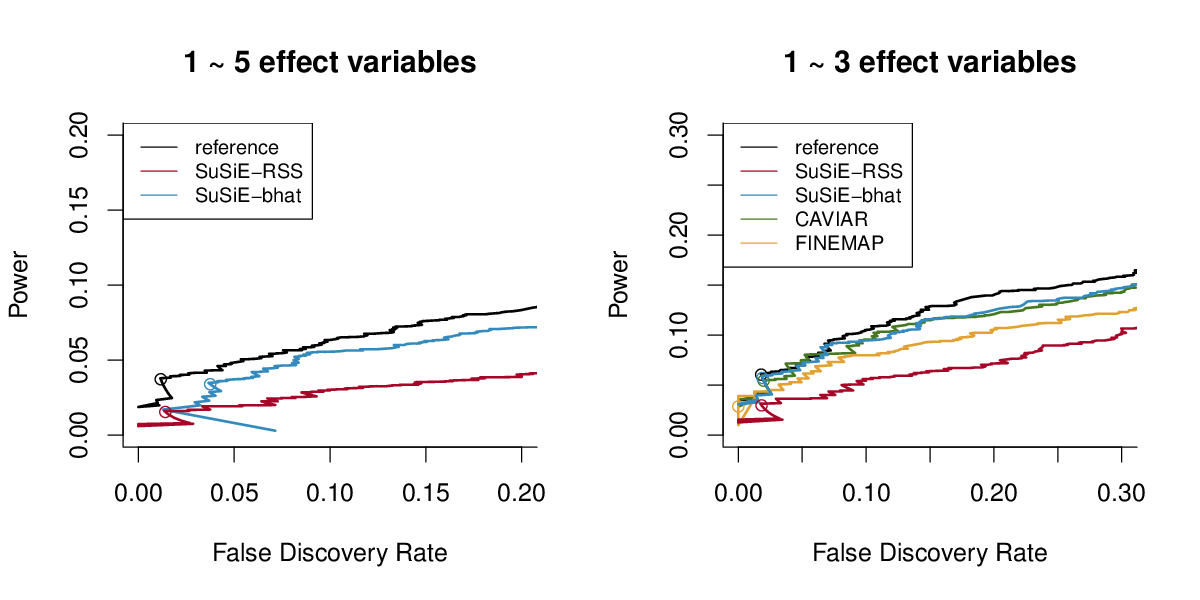 1 ~ 5 effect variables
Power
0.20
0.15
0.10
0.05
0.00
reference
SuSiE−RSS
SuSiE−bhat
0.00 0.05 0.10 0.15 0.20
False Discovery Rate
1 ~ 3 effect variables
Power
0.30
0.20
0.10
0.00
reference
SuSiE−RSS
SuSiE−bhat
CAVIAR
FINEMAP
0.00 0.10 0.20 0.30
False Discovery Rate